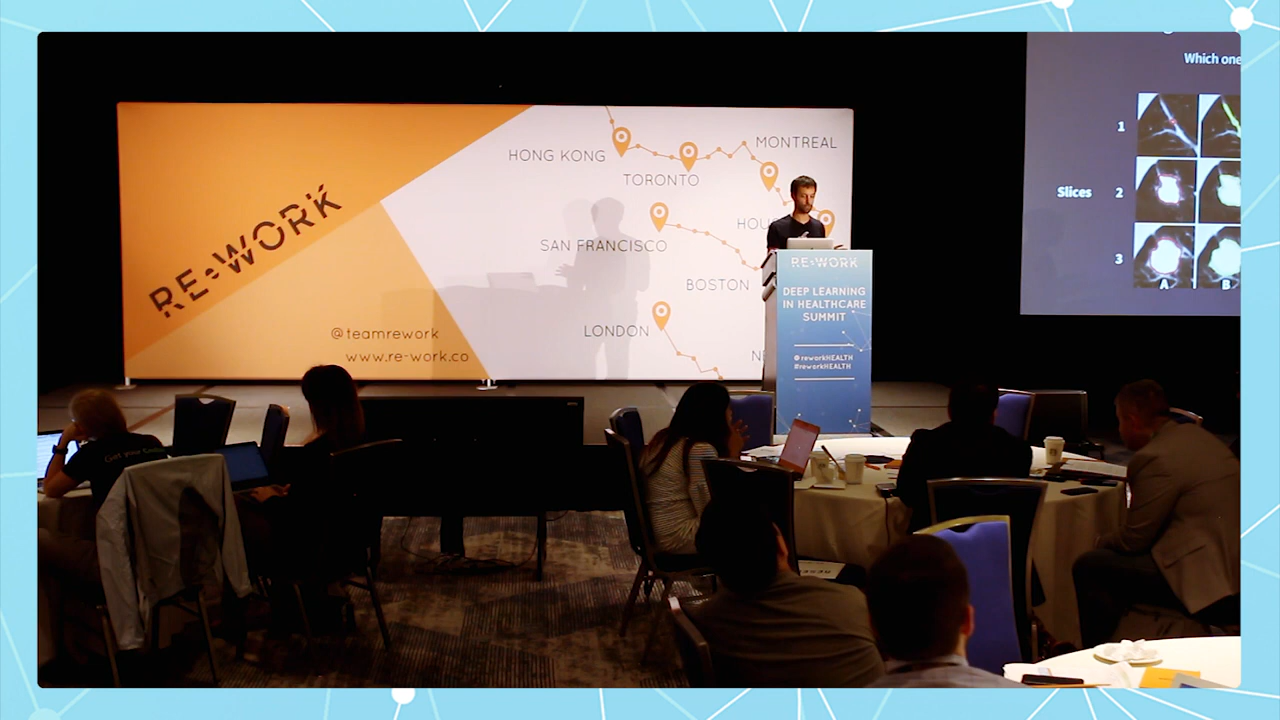 RE•WORK
@teamrework
www.re-work.co
HONG KONG
TORONTO
MONTREAL
SAN FRANCISCO
HOU
BOSTON
LONDON
RE•WORK
DEEP LEARNING
IN HEALTHCARE
SUMMIT
@reworkHEALTH
#reworkHEALTH
Which one
1
Slices 2
3
A B